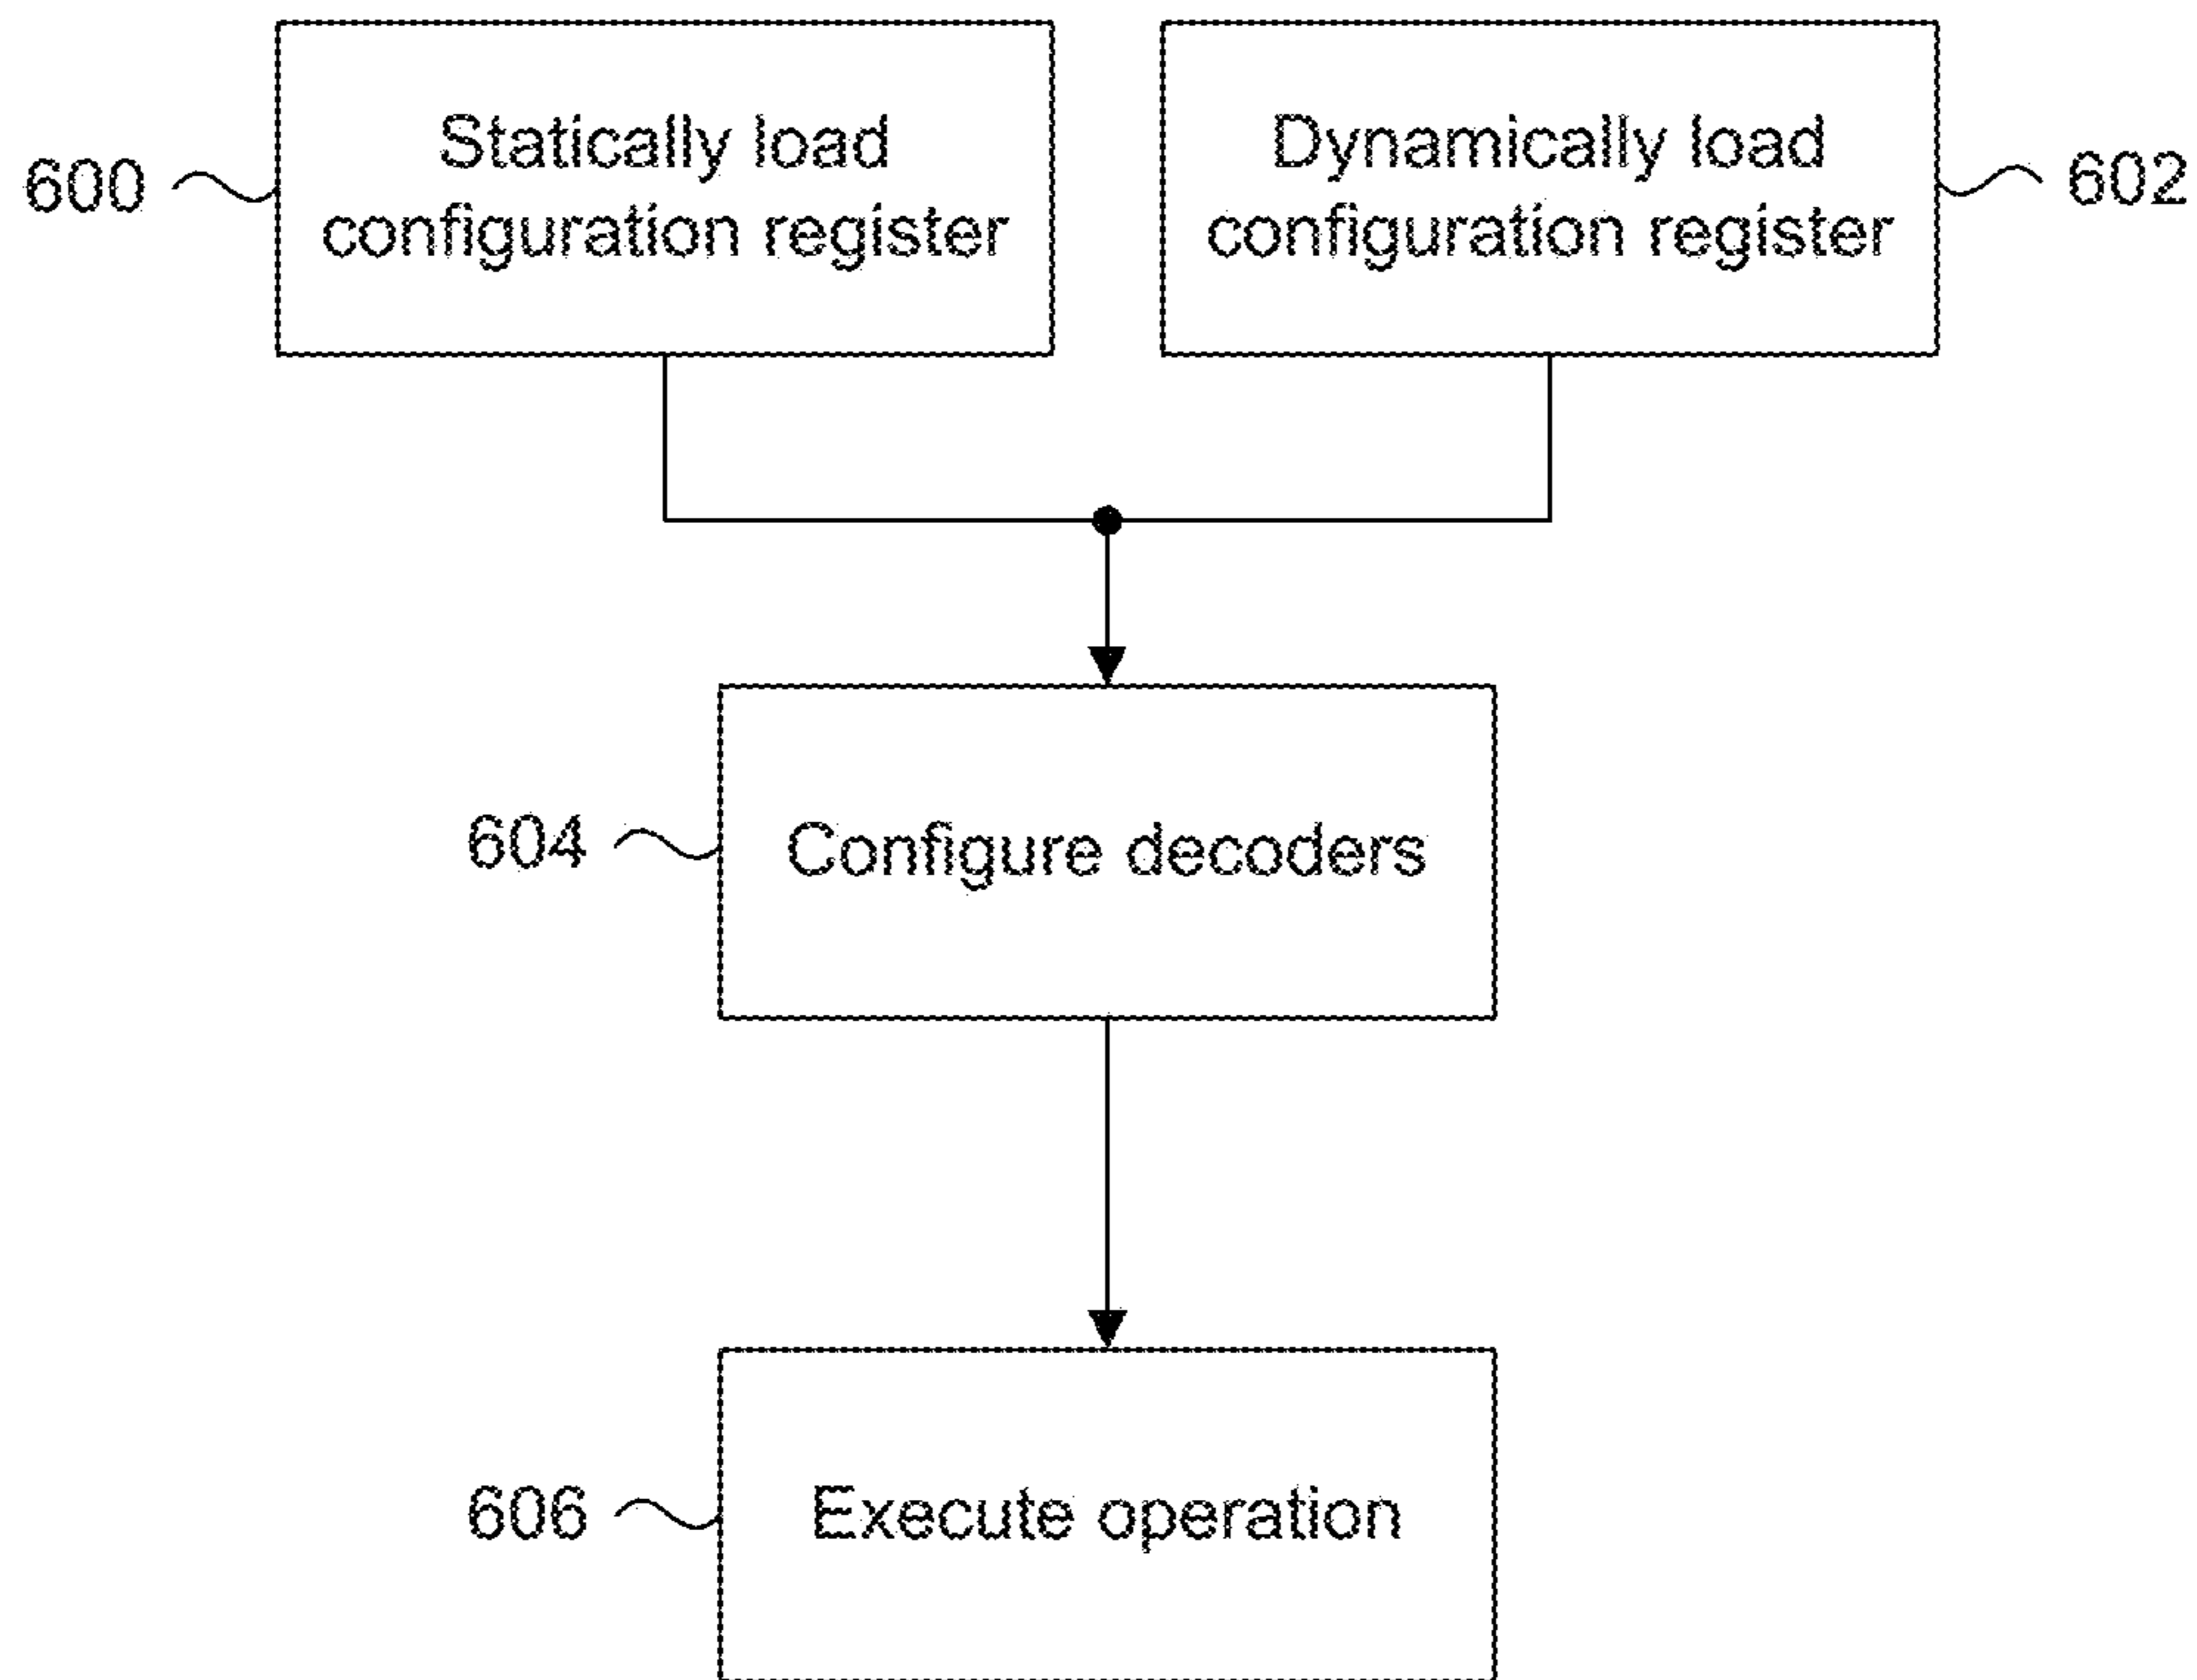 Statically load
configuration register
600
Dynamically load
configuration register
602
604
Configure decoders
606
Execute operation